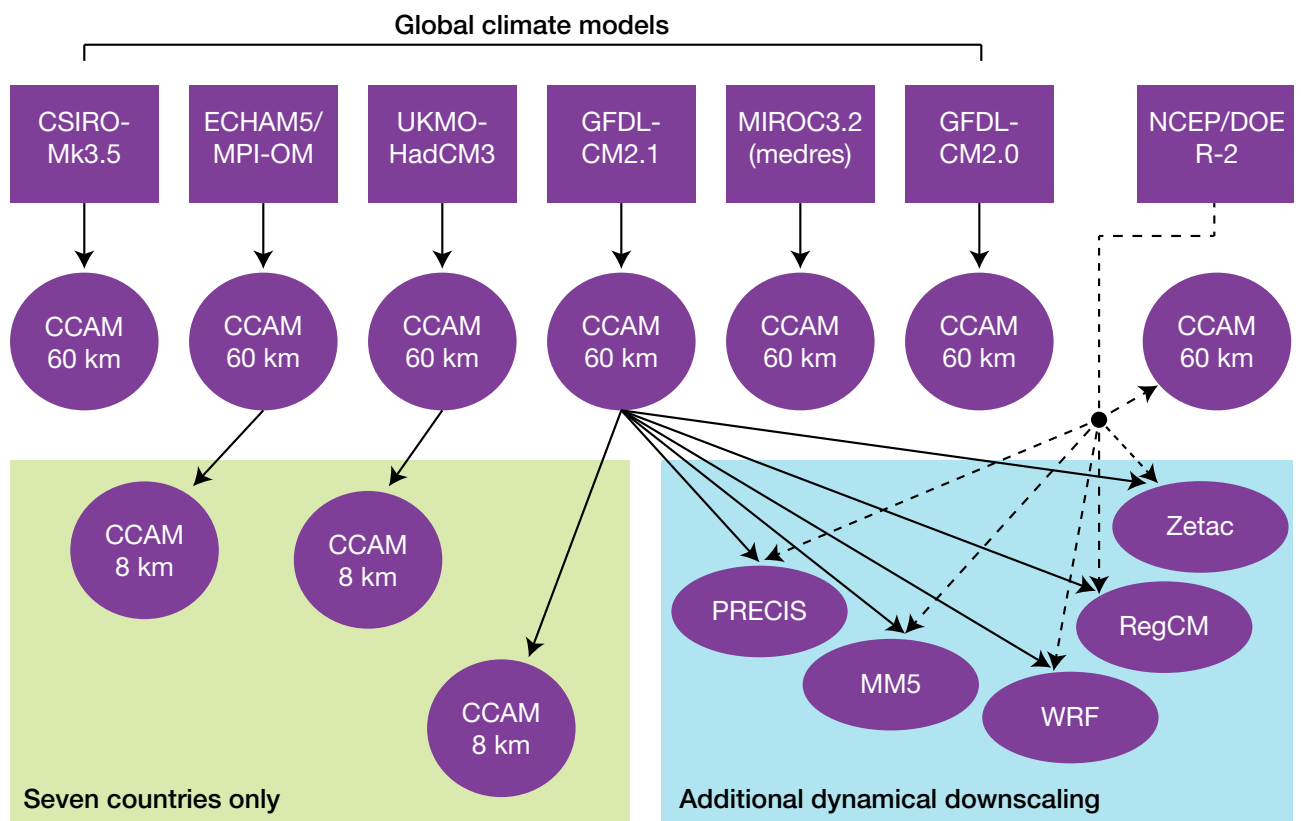 Global climate models
CSIRO-
Mk3.5
ECHAM5/
MPI-OM
UKMO-
HadCM3
GFDL-
CM2.1
MIROC3.2
(medres)
GFDL-
CM2.0
NCEP/DOE
R-2
CCAM
60 km
CCAM
60 km
CCAM
60 km
CCAM
60 km
CCAM
60 km
CCAM
60 km
CCAM
60 km
CCAM
8 km
CCAM
8 km
CCAM
8 km
Seven countries only
Zetac
PRECIS
RegCM
MM5
WRF
Additional dynamical downscaling